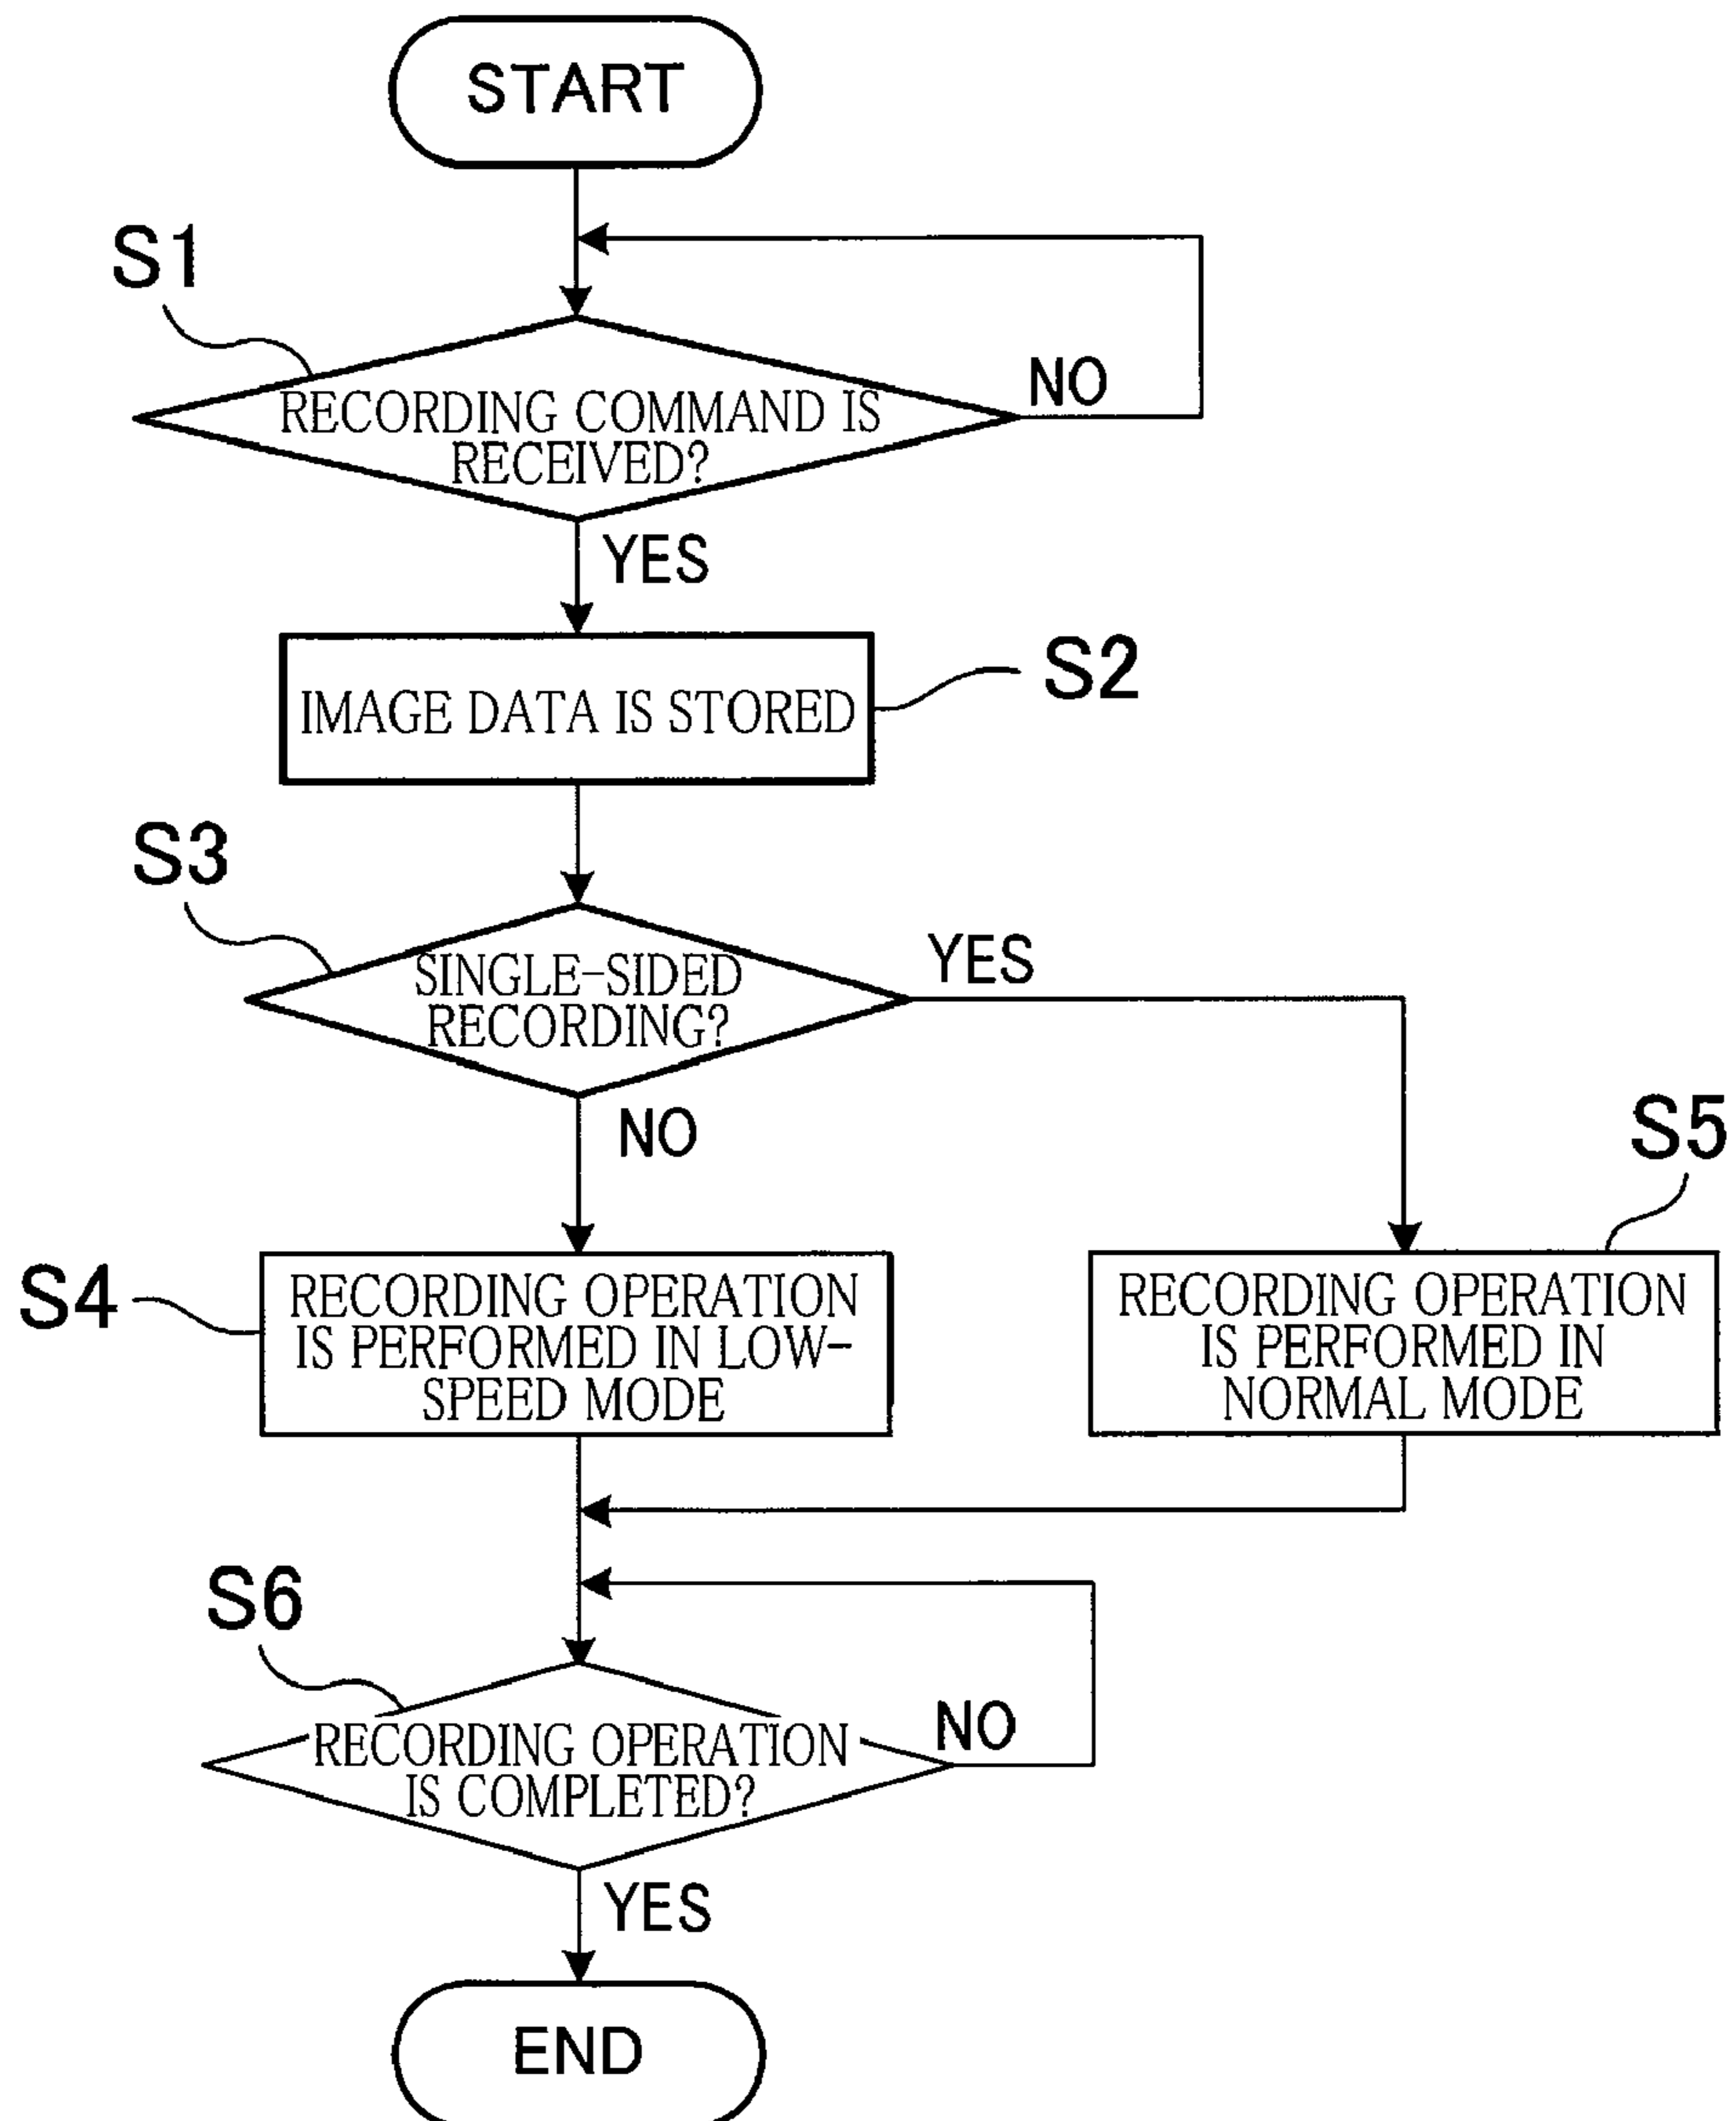 START
S1
RECORDING COMMAND IS
RECEIVED?
NO
YES
IMAGE DATA IS STORED
S2
S3
SINGLE-SIDED
RECORDING?
YES
NO
S4
RECORDING OPERATION
IS PERFORMED IN LOW-
SPEED MODE
S5
RECORDING OPERATION
IS PERFORMED IN
NORMAL MODE
S6
RECORDING OPERATION
IS COMPLETED?
NO
YES
END